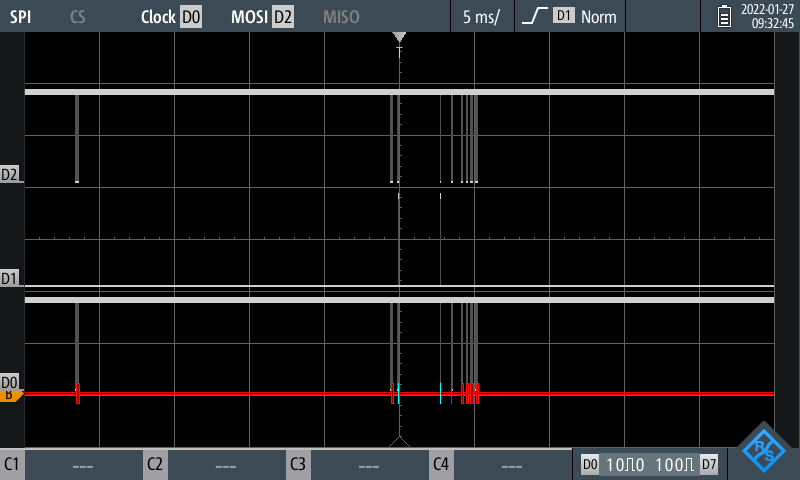 SPI CS Clock D0 MOSI D2 MISO 5 ms/ D1 Norm 2022-01-27
09:32:45
T
D2
D1
D0
B
C1 --- C2 --- C3 --- C4 --- D0 10⎍0 100⎍ D7
R&S